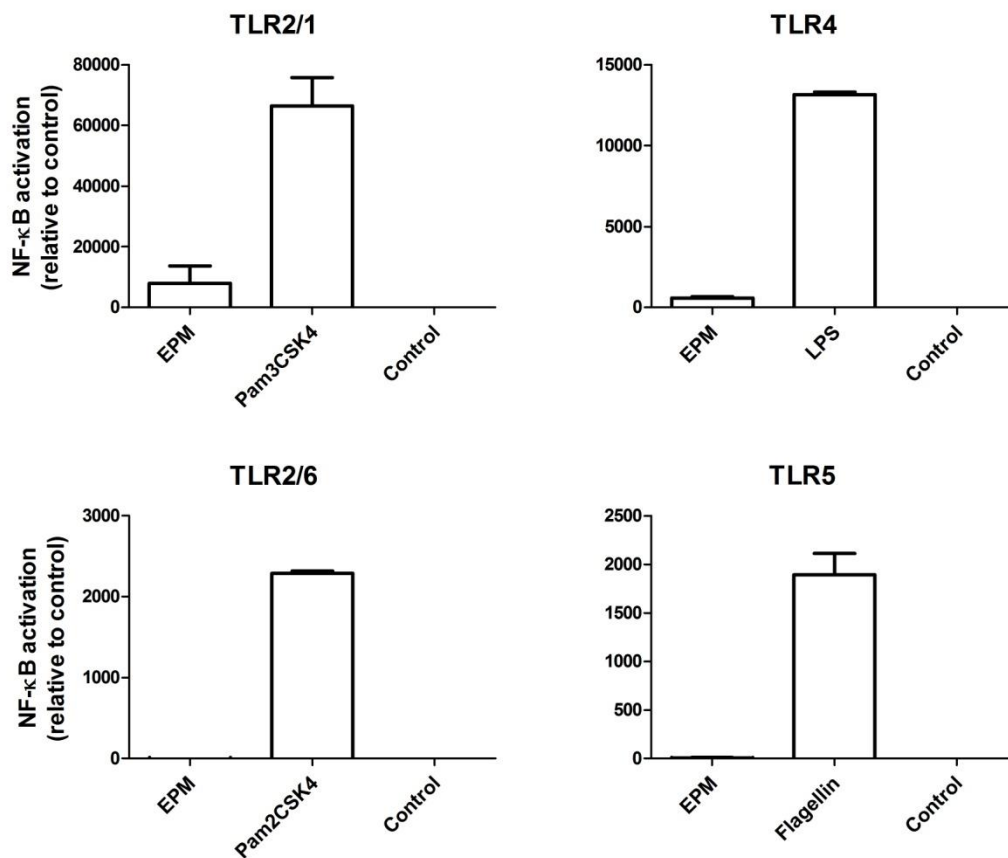 TLR2/1
NF-κB activation
(relative to control)
80000
60000
40000
20000
0
EPM
Pam3CSK4
Control
TLR4
15000
10000
5000
0
EPM
LPS
Control
TLR2/6
NF-κB activation
(relative to control)
3000
2000
1000
0
EPM
Pam2CSK4
Control
TLR5
2500
2000
1500
1000
500
0
EPM
Flagellin
Control